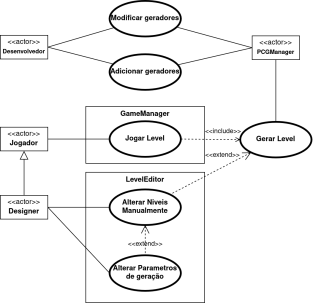 Modificar geradores
<<actor>>
Desenvolvedor
<<actor>>
PCGManager
Adicionar geradores
GameManager
<<actor>>
Jogador
Jogar Level
<<include>>
Gerar Level
<<extend>>
LevelEditor
<<actor>>
Designer
Alterar Niveis
Manualmente
<<extend>>
Alterar Parametros
de geração